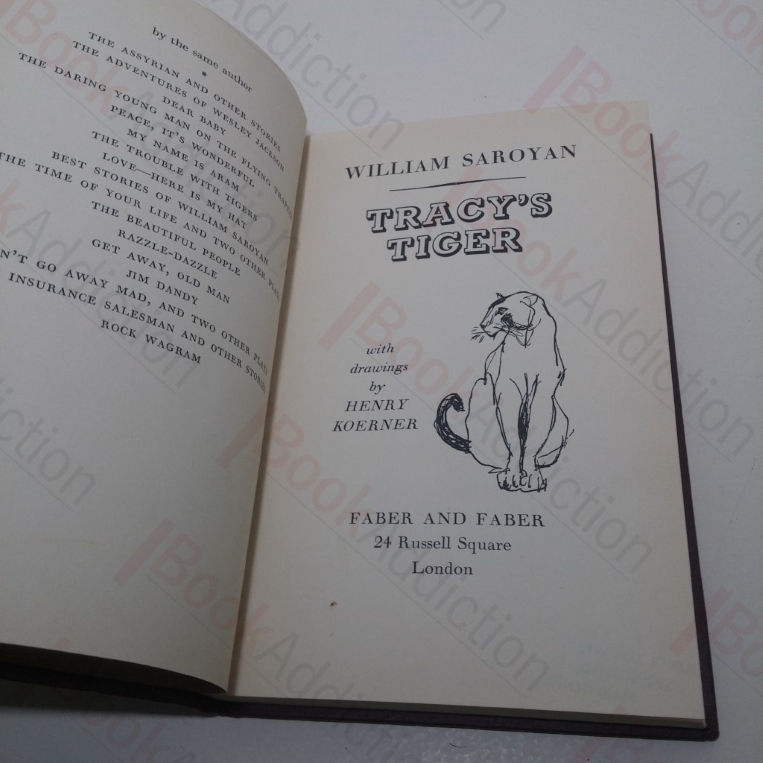 by the same author
*
THE ASSYRIAN AND OTHER STORIES
THE ADVENTURES OF WESLEY JACKSON
DEAR BABY
THE DARING YOUNG MAN ON THE FLYING TRAPEZE
PEACE, IT'S WONDERFUL
MY NAME IS ARAM
THE TROUBLE WITH TIGERS
LOVE—HERE IS MY HAT
BEST STORIES OF WILLIAM SAROYAN
THE TIME OF YOUR LIFE AND TWO OTHER PLAYS
THE BEAUTIFUL PEOPLE
RAZZLE-DAZZLE
GET AWAY, OLD MAN
JIM DANDY
N'T GO AWAY MAD, AND TWO OTHER PLAYS
INSURANCE SALESMAN AND OTHER STORIES
ROCK WAGRAM
WILLIAM SAROYAN
TRACY'S
TIGER
with
drawings
by
HENRY
KOERNER
FABER AND FABER
24 Russell Square
London
BookAddiction